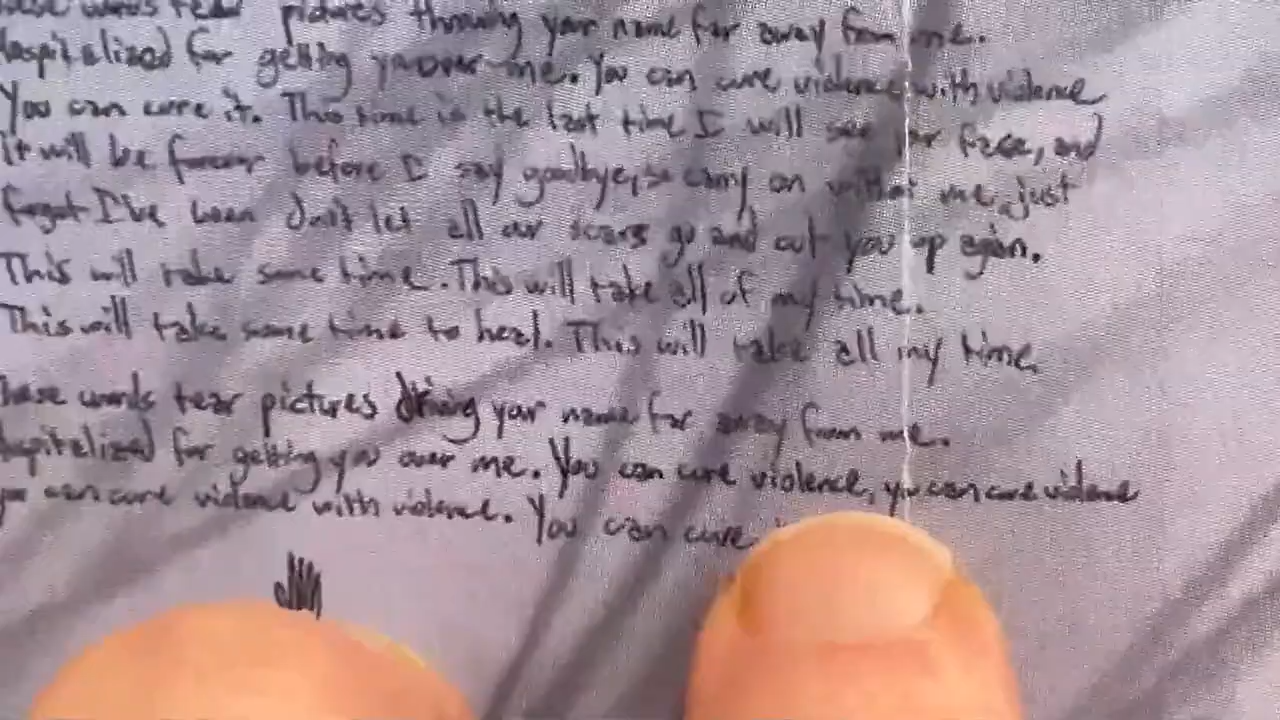 these words tear pictures throwing your name far away from me.
Hospitalized for getting you over me. You can cure violence with violence
You can cure it. This time is the last time I will see face, and
it will be forever before I say goodbye, so carry on without me, just
forget I've been don't let all our scars go and cut you up again.
This will take some time. This will take all of my time.
This will take some time to heal. This will take all my time.
these words tear pictures driving your name far away from me.
Hospitalized for getting you over me. You can cure violence, you can cure violence
you can cure violence with violence. You can cure